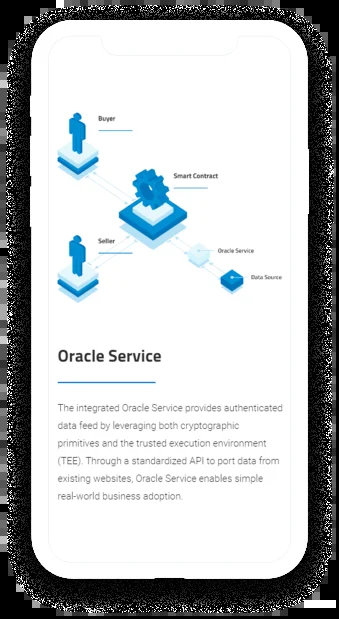 Buyer
Smart Contract
Seller
Oracle Service
Data Source
Oracle Service
The integrated Oracle Service provides authenticated
data feed by leveraging both cryptographic
primitives and the trusted execution environment
(TEE). Through a standardized API to port data from
existing websites, Oracle Service enables simple
real-world business adoption.